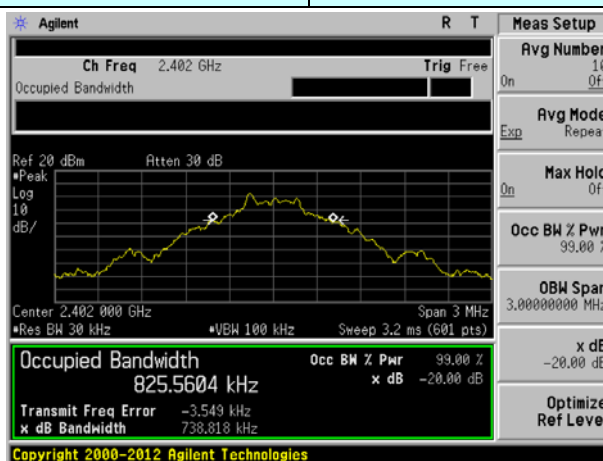 Agilent R T Meas Setup
Ch Freq 2.402 GHz Trig Free
Occupied Bandwidth
Avg Number
10
On Of
Avg Mode
Exp Repea
Max Hold
On Of
Occ BW % Pwr
99.00 %
OBW Span
3.00000000 MHz
x dB
-20.00 dB
Optimize
Ref Leve
Ref 20 dBm Atten 30 dB
#Peak
Log
10
dB/
Center 2.402 000 GHz Span 3 MHz
#Res BW 30 kHz #VBW 100 kHz Sweep 3.2 ms (601 pts)
Occupied Bandwidth Occ BW % Pwr 99.00 %
825.5604 kHz x dB -20.00 dB
Transmit Freq Error -3.549 kHz
x dB Bandwidth 738.818 kHz
Copyright 2000-2012 Agilent Technologies